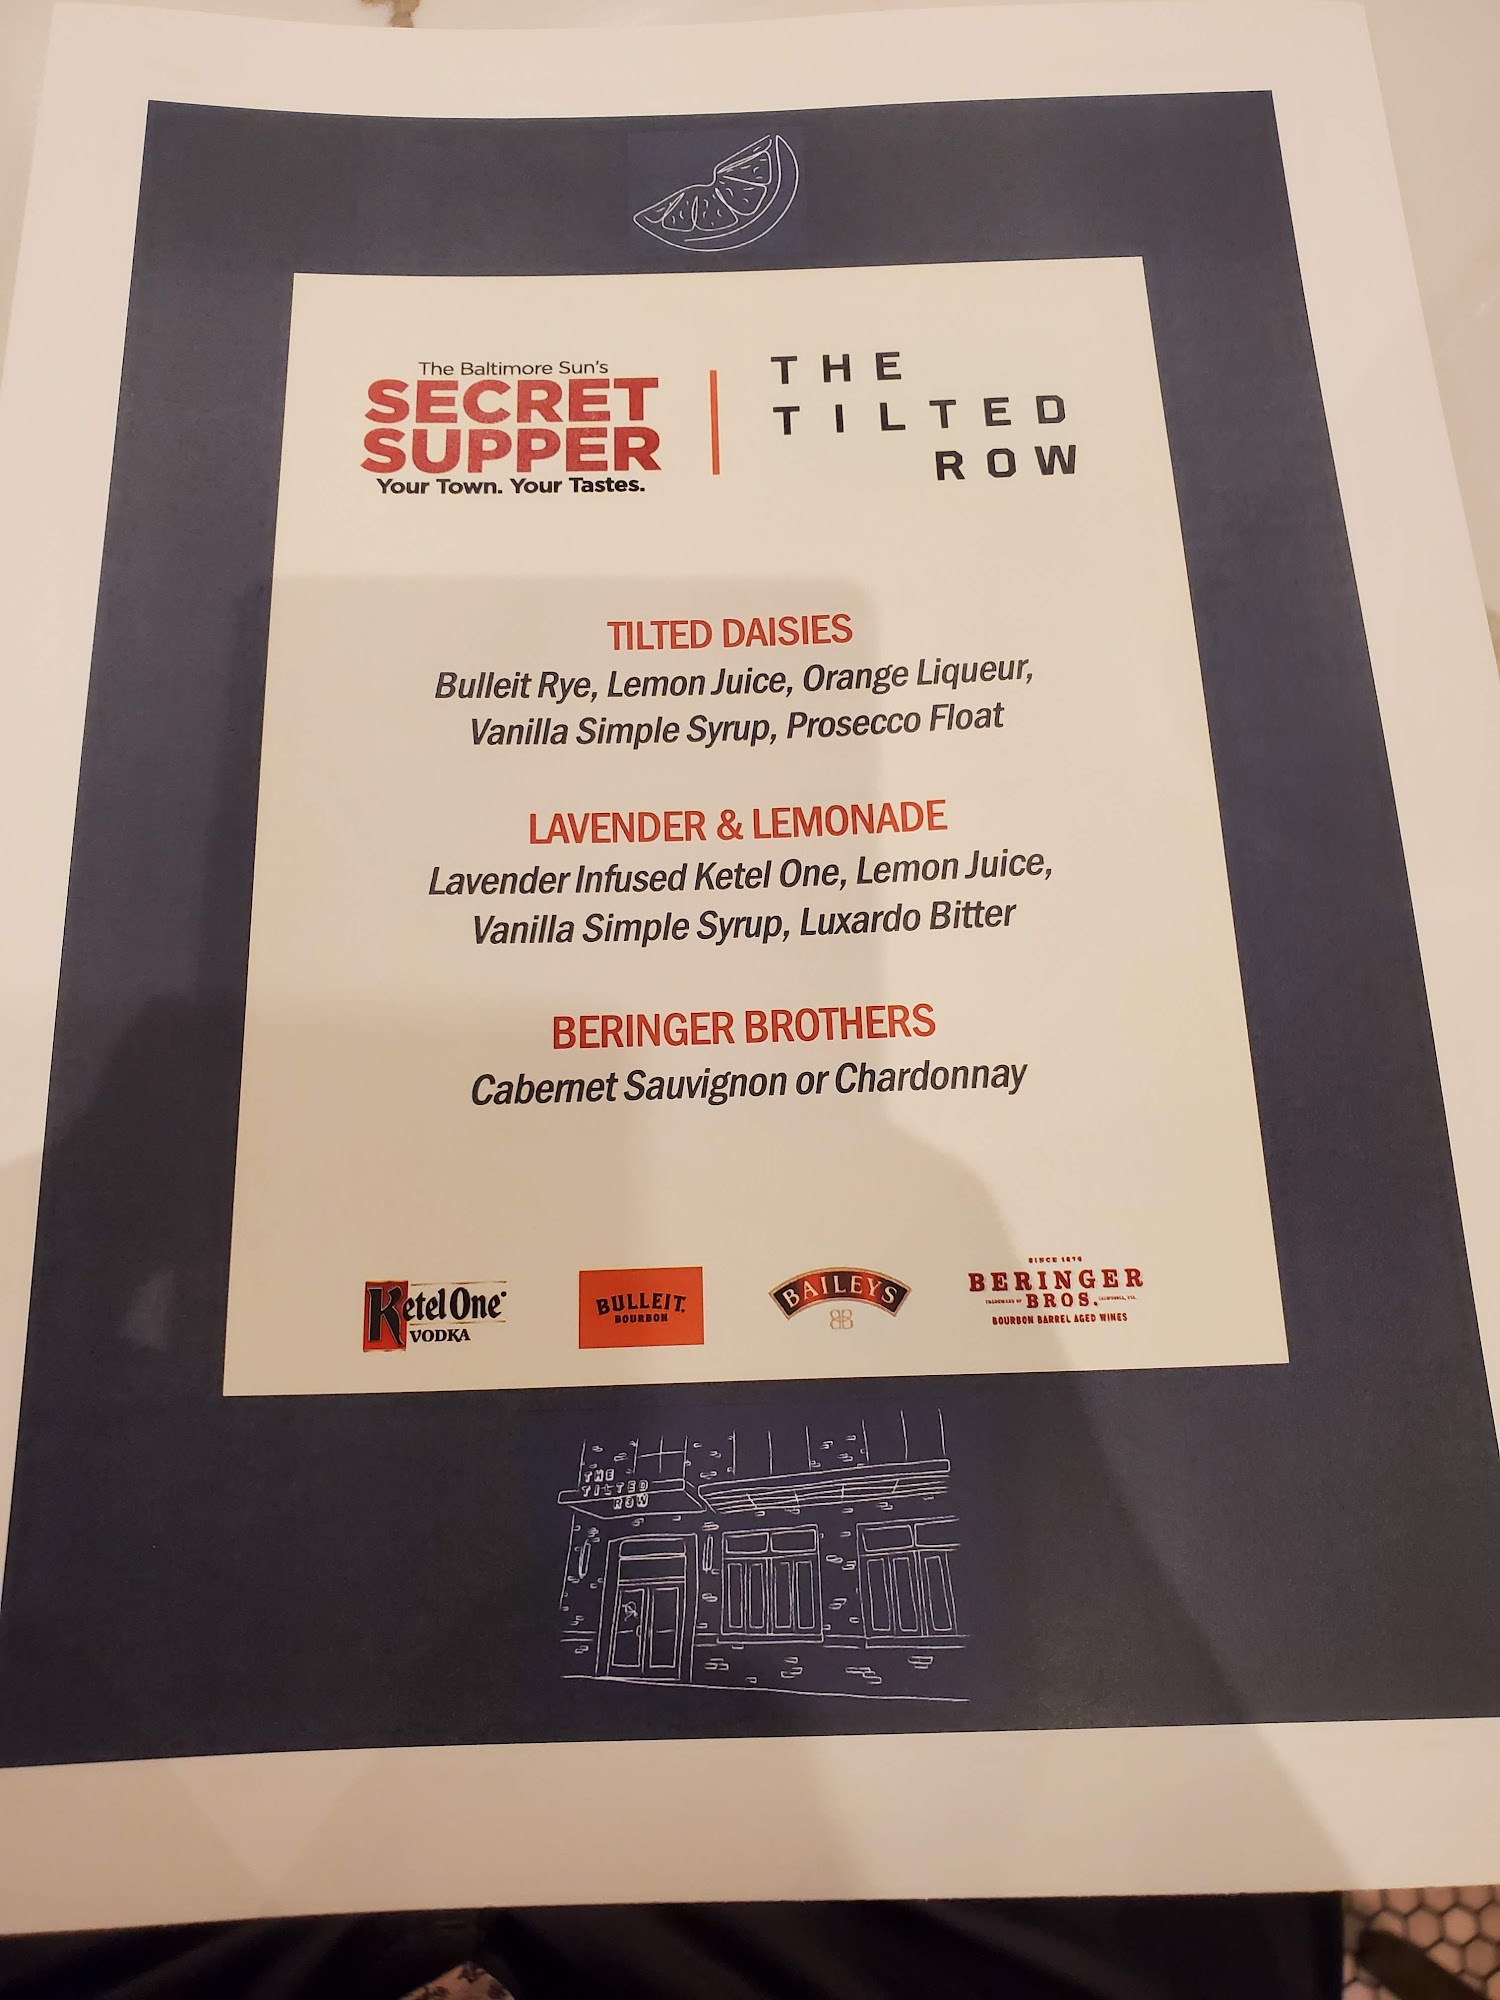 The Baltimore Sun's
SECRET
SUPPER
Your Town. Your Tastes.
THE
TILTED
ROW
TILTED DAISIES
Bulleit Rye, Lemon Juice, Orange Liqueur,
Vanilla Simple Syrup, Prosecco Float
LAVENDER & LEMONADE
Lavender Infused Ketel One, Lemon Juice,
Vanilla Simple Syrup, Luxardo Bitter
BERINGER BROTHERS
Cabernet Sauvignon or Chardonnay
Ketel One
VODKA
BULLEIT.
BOURBON
BAILEYS
SINCE 1876
BERINGER
BROS.
BOURBON BARREL AGED WINES
THE
TILTED
ROW